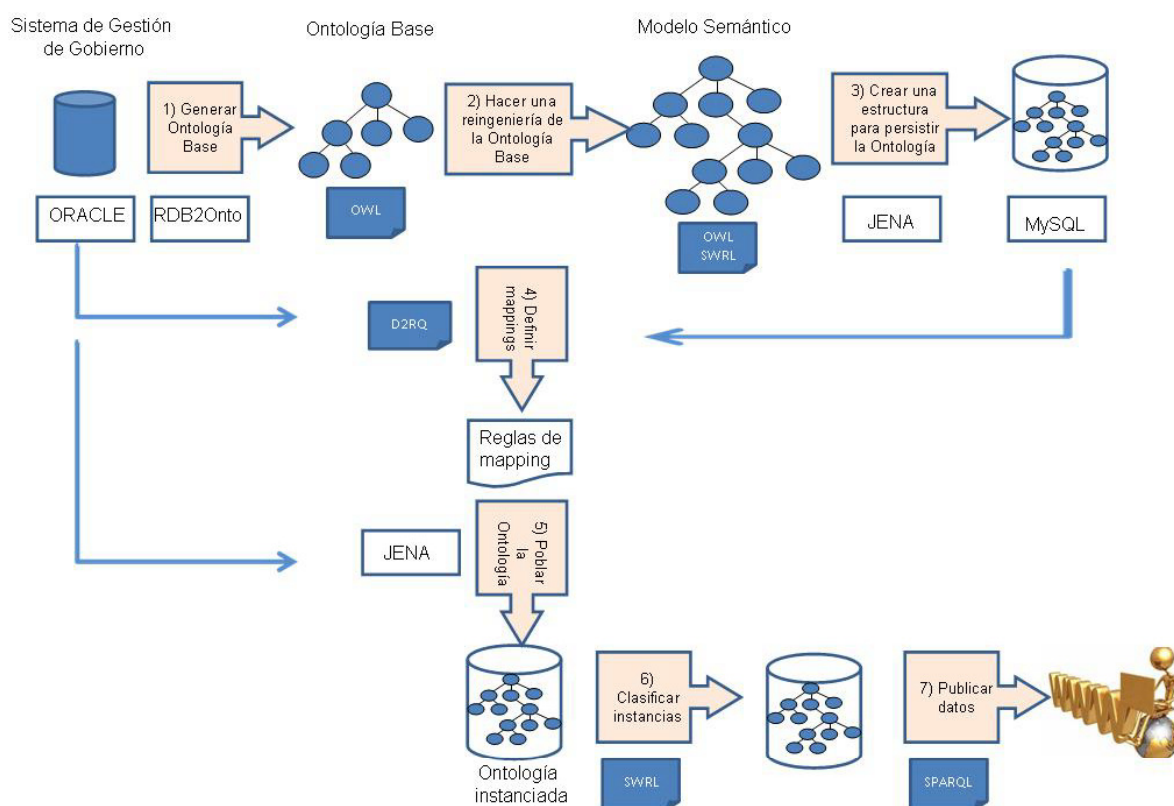 Sistema de Gestión
de Gobierno
Ontología Base
Modelo Semántico
1) Generar
Ontología
Base
2) Hacer una
reingeniería de
la Ontología
Base
3) Crear una
estructura
para persistir
la Ontología
ORACLE
RDB2Onto
OWL
OWL
SWRL
JENA
MySQL
D2RQ
4) Definir
mappings
Reglas de
mapping
JENA
5) Poblar
la
Ontología
6)
Clasificar
instancias
7) Publicar
datos
Ontología
instanciada
SWRL
SPARQL